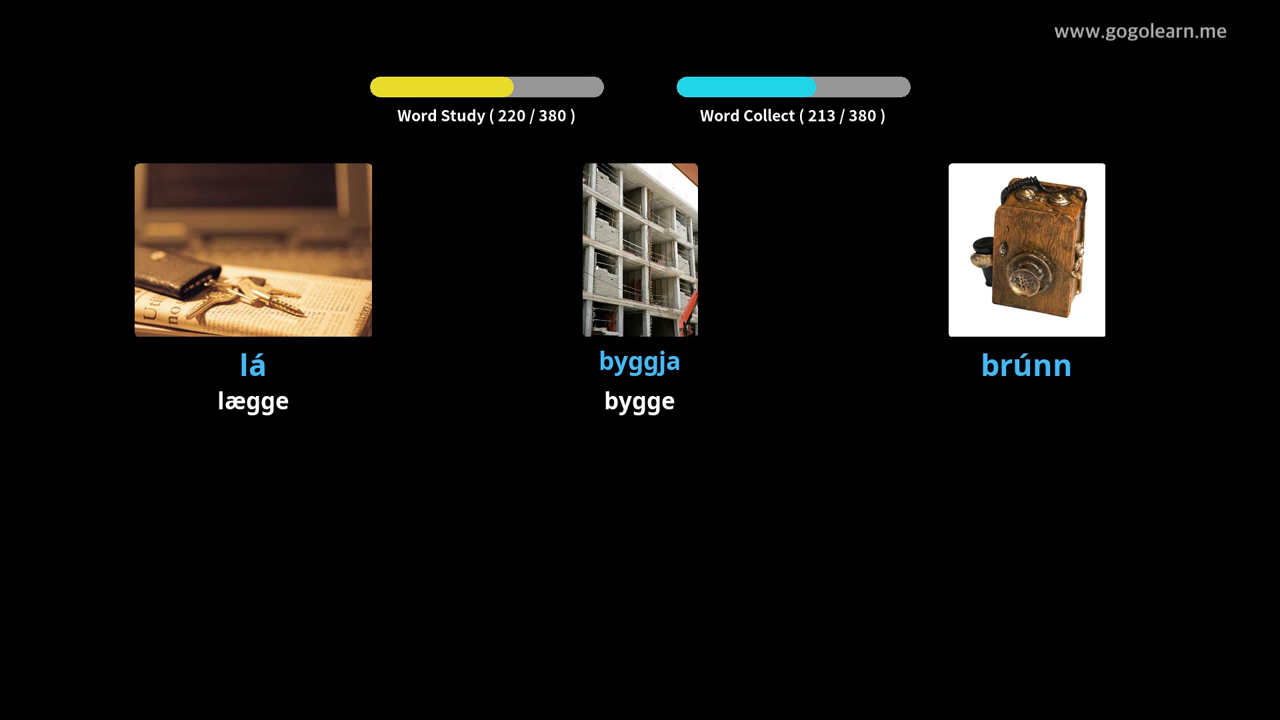 www.gogolearn.me
Word Study ( 220 / 380 )
Word Collect ( 213 / 380 )
lá
lægge
byggja
bygge
brúnn